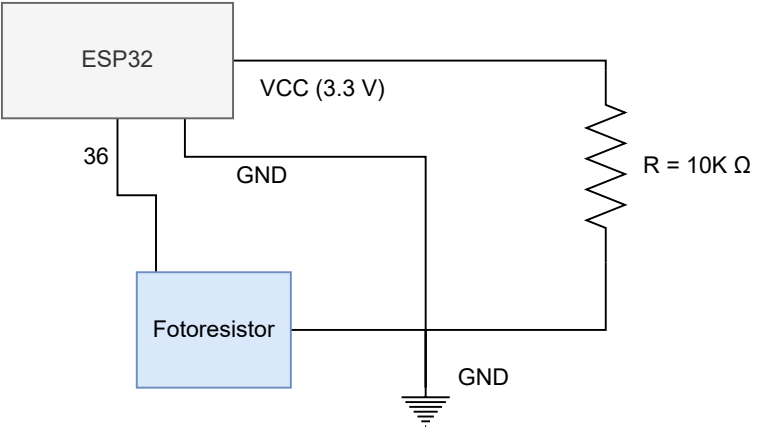 ESP32
VCC (3.3 V)
36
GND
R = 10K Ω
Fotoresistor
GND